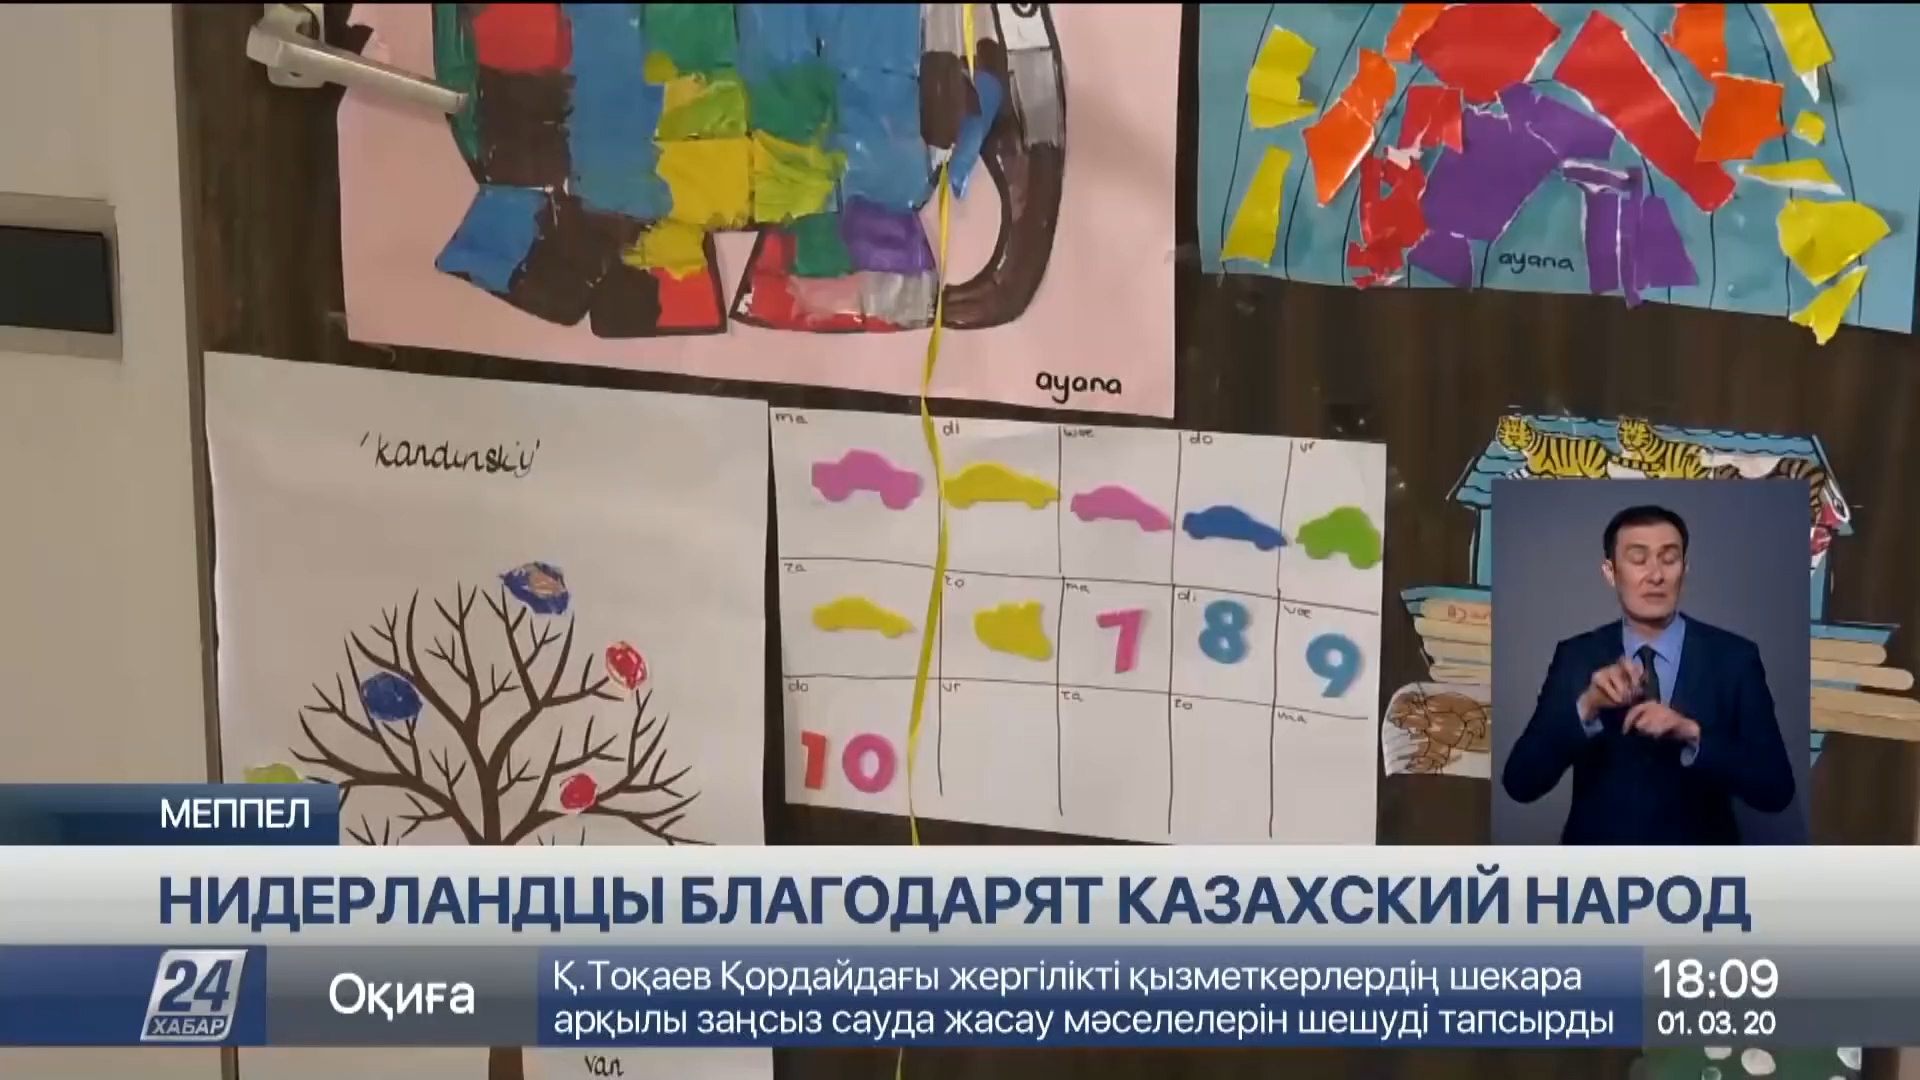 ayana
ayana
'kandinskiy'
ma di woe do vr
za zo ma di woe
7 8 9
do vr za zo ma
10
van
МЕППЕЛ
НИДЕРЛАНДЦЫ БЛАГОДАРЯТ КАЗАХСКИЙ НАРОД
24
ХАБАР
Оқиға
Қ.Тоқаев Қордайдағы жергілікті қызметкерлердің шекара
арқылы заңсыз сауда жасау мәселелерін шешуді тапсырды
18:09
01. 03. 20